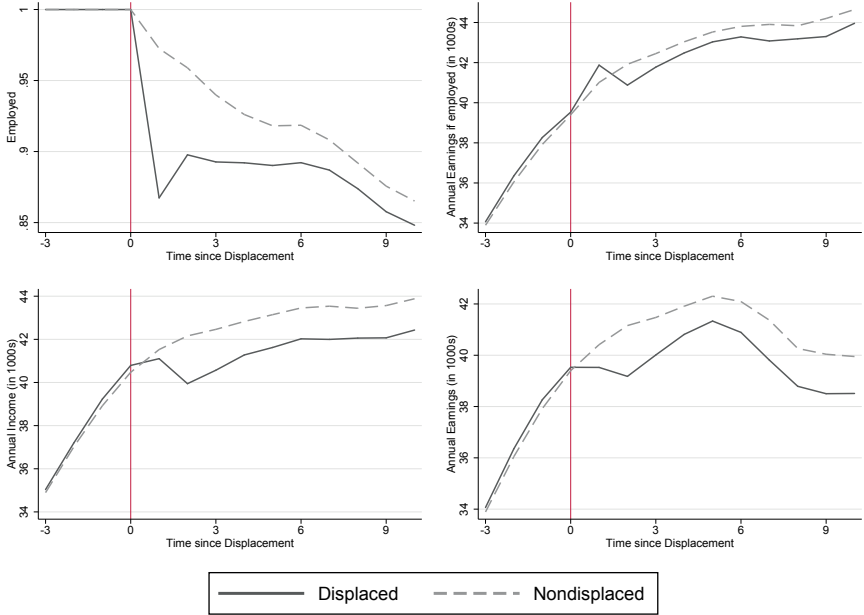 Employed
1
.95
.9
.85
-3 0 3 6 9
Time since Displacement
Annual Earnings if employed (in 1000s)
44
42
40
38
36
34
-3 0 3 6 9
Time since Displacement
Annual Income (in 1000s)
44
42
40
38
36
34
-3 0 3 6 9
Time since Displacement
Annual Earnings (in 1000s)
42
40
38
36
34
-3 0 3 6 9
Time since Displacement
Displaced Nondisplaced